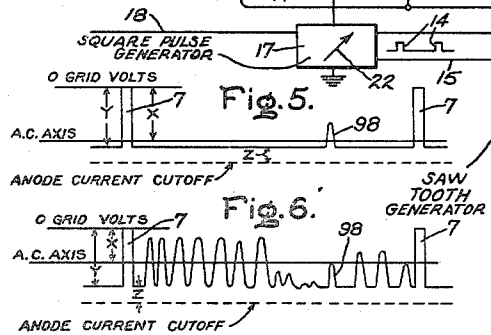 18
14
SQUARE PULSE GENERATOR
17
22
15
O GRID VOLTS
7
Fig.5.
7
Y
X
98
A.C. AXIS
Z
ANODE CURRENT CUTOFF
SAW TOOTH GENERATOR
Fig.6.
O GRID VOLTS
7
98
7
X
A.C. AXIS
Y
Z
ANODE CURRENT CUTOFF